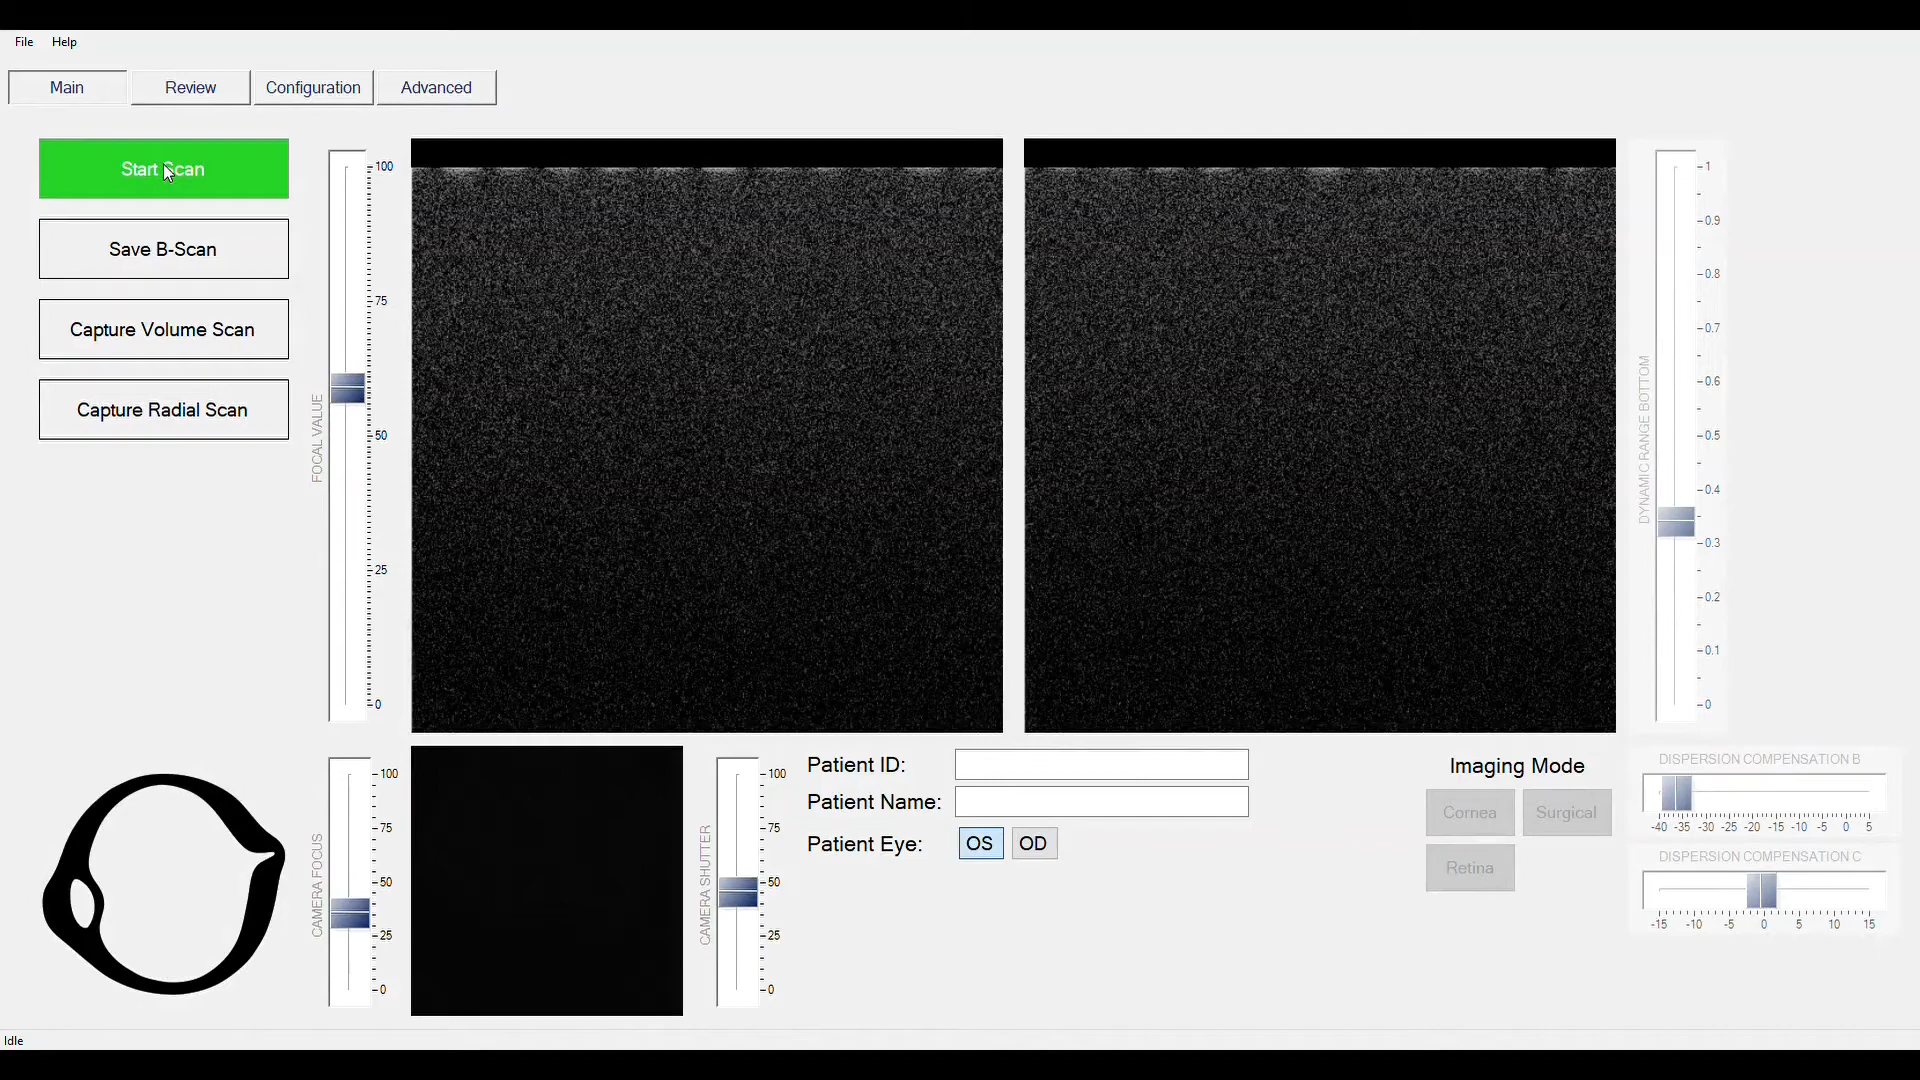 File Help
Main Review Configuration Advanced
Start Scan
Save B-Scan
Capture Volume Scan
Capture Radial Scan
FOCAL VALUE
100
75
50
25
0
DYNAMIC RANGE BOTTOM
1
0.9
0.8
0.7
0.6
0.5
0.4
0.3
0.2
0.1
0
CAMERA FOCUS
100
75
50
25
0
CAMERA SHUTTER
100
75
50
25
0
Patient ID:
Patient Name:
Patient Eye: OS OD
Imaging Mode
Cornea Surgical
Retina
DISPERSION COMPENSATION B
-40 -35 -30 -25 -20 -15 -10 -5 0 5
DISPERSION COMPENSATION C
-15 -10 -5 0 5 10 15
Idle